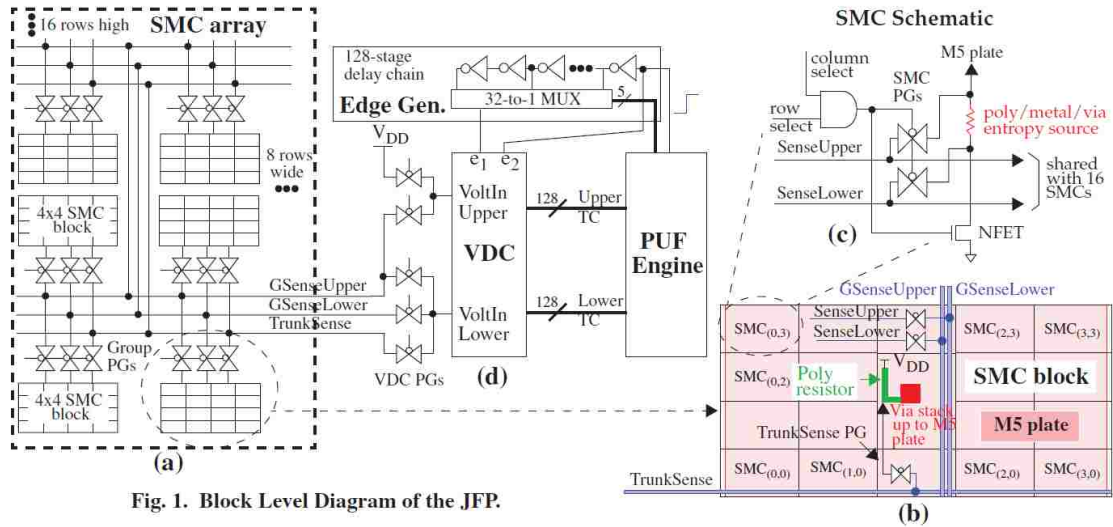 16 rows high
SMC array
8 rows
wide
4x4 SMC
block
GSenseUpper
GSenseLower
TrunkSense
Group
PGs
4x4 SMC
block
(a)
128-stage
delay chain
Edge Gen.
32-to-1 MUX
5
VDD
e1 e2
VoltIn
Upper
VDC
VoltIn
Lower
128 Upper
TC
128 Lower
TC
PUF
Engine
VDC PGs
(d)
SMC Schematic
column
select
row
select
SMC
PGs
M5 plate
poly/metal/via
entropy source
SenseUpper
SenseLower
shared
with 16
SMCs
(c)
NFET
GSenseUpper GSenseLower
SMC(0,3)
SenseUpper
SenseLower
SMC(2,3)
SMC(3,3)
SMC(0,2)
VDD
Poly
resistor
Via stack
up to M5
plate
SMC block
M5 plate
TrunkSense PG
SMC(0,0)
SMC(1,0)
SMC(2,0)
SMC(3,0)
TrunkSense
(b)
Fig. 1. Block Level Diagram of the JFP.